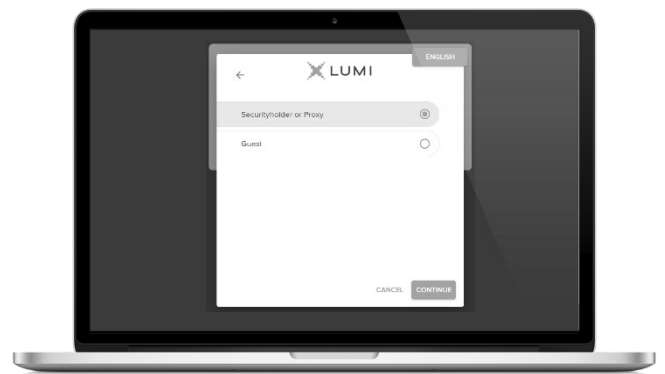 ENGLISH
LUMI
Securityholder or Proxy
Guest
CANCEL
CONTINUE